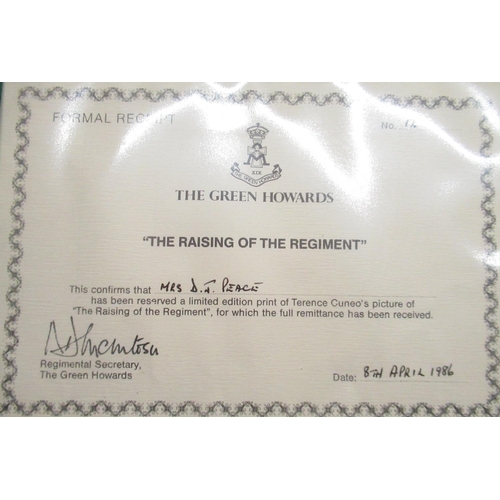 FORMAL RECEIPT
No.
XIX
THE GREEN HOWARDS
"THE RAISING OF THE REGIMENT"
This confirms that MRS D. J. PEACE
has been reserved a limited edition print of Terence Cuneo's picture of
"The Raising of the Regiment", for which the full remittance has been received.
Regimental Secretary,
The Green Howards
Date: 8TH APRIL 1986